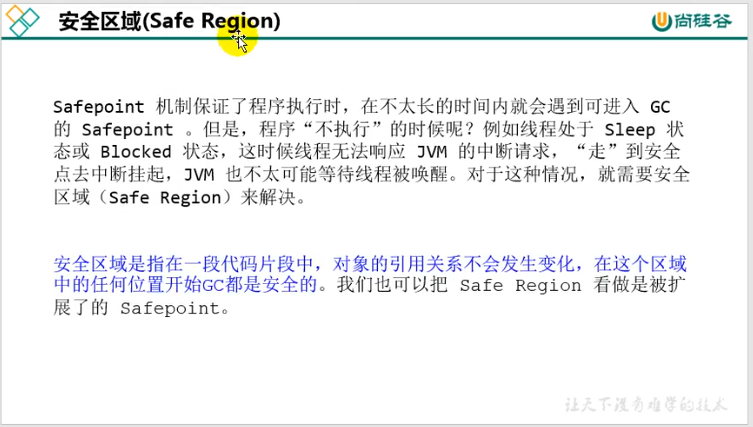 安全区域(Safe Region)
尚硅谷
Safepoint 机制保证了程序执行时，在不太长的时间内就会遇到可进入 GC
的 Safepoint 。但是，程序“不执行”的时候呢？例如线程处于 Sleep 状
态或 Blocked 状态，这时候线程无法响应 JVM 的中断请求，“走”到安全
点去中断挂起，JVM 也不太可能等待线程被唤醒。对于这种情况，就需要安全
区域（Safe Region）来解决。
安全区域是指在一段代码片段中，对象的引用关系不会发生变化，在这个区域
中的任何位置开始GC都是安全的。我们也可以把 Safe Region 看做是被扩
展了的 Safepoint。
让天下没有难学的技术